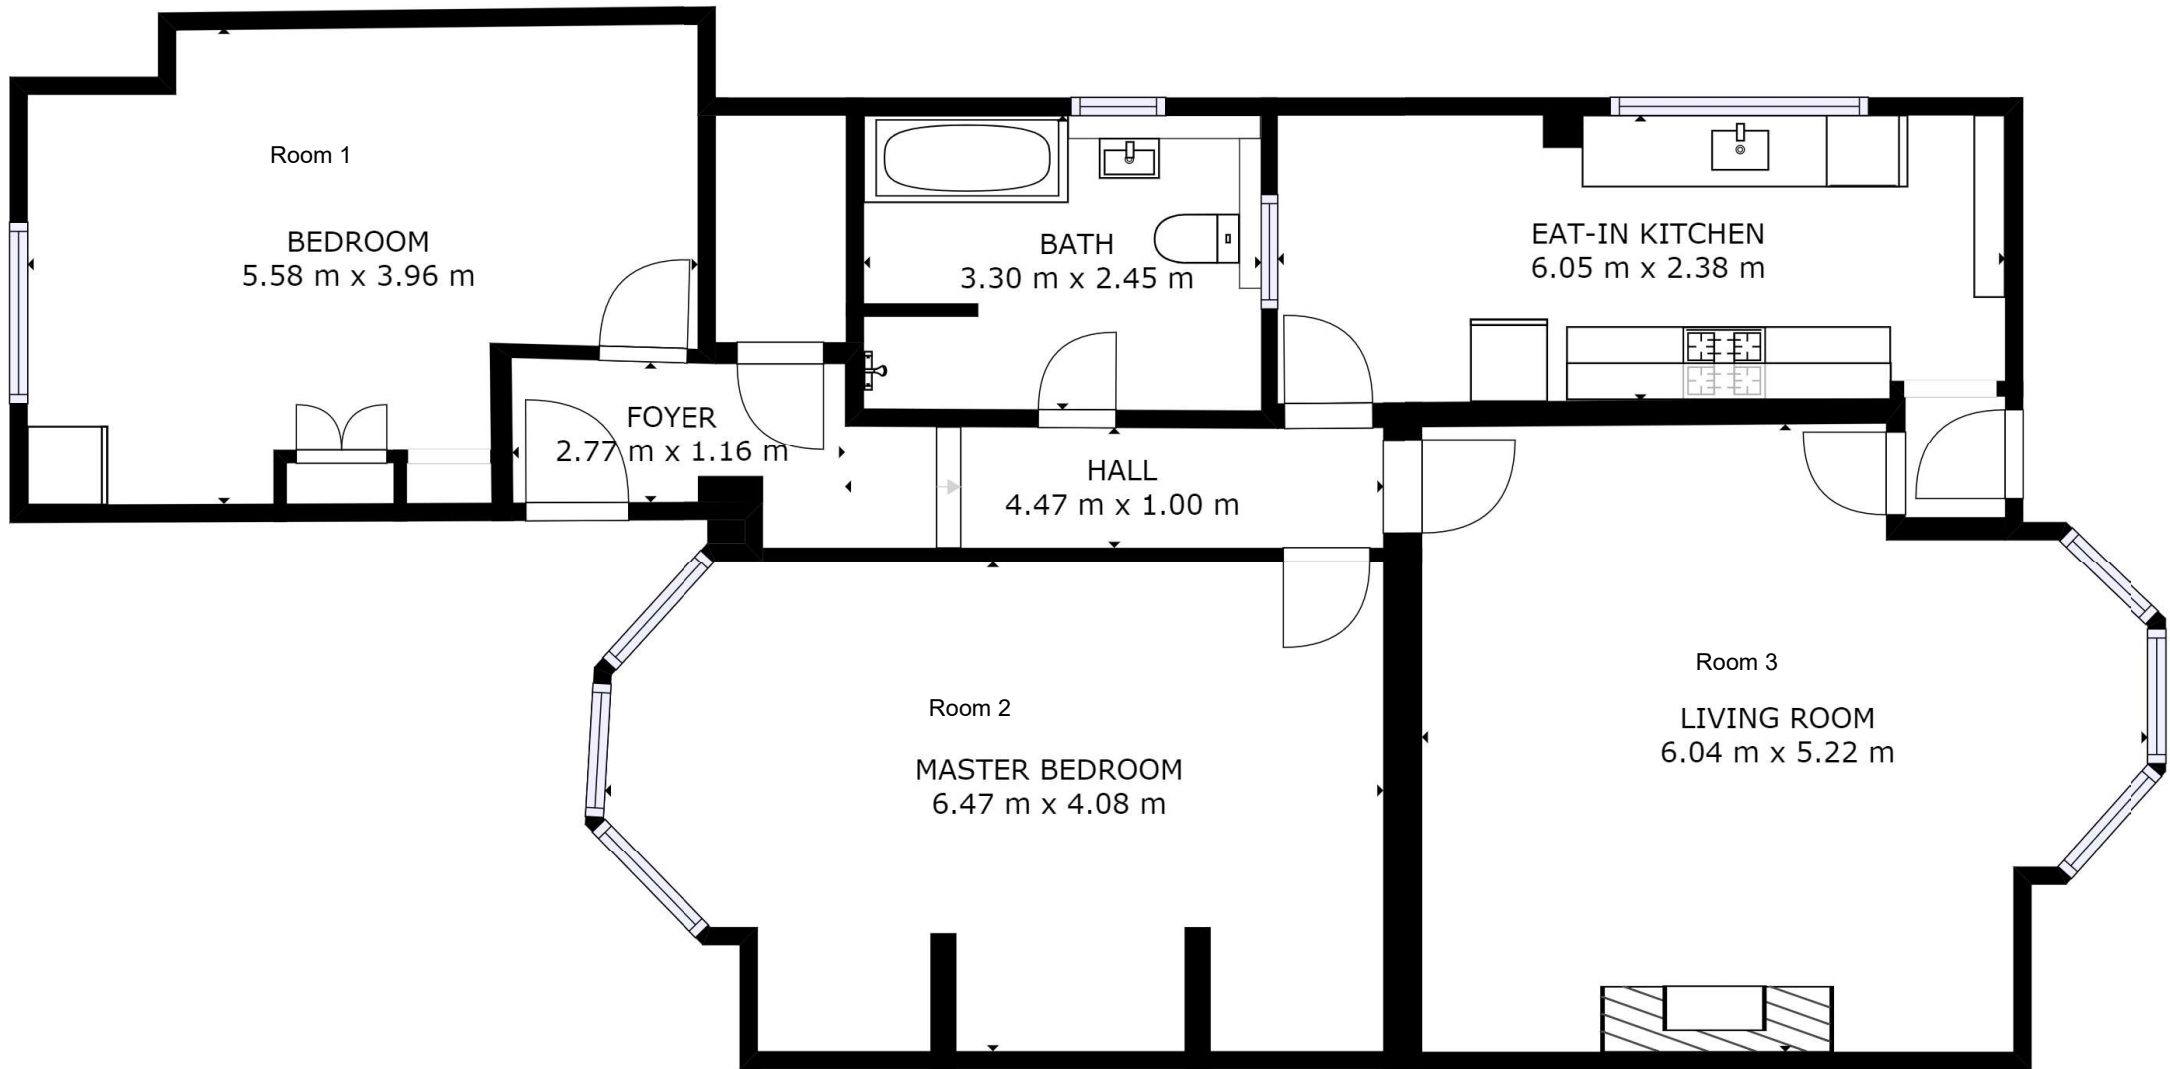 Room 1
BEDROOM
5.58 m x 3.96 m
BATH
3.30 m x 2.45 m
EAT-IN KITCHEN
6.05 m x 2.38 m
FOYER
2.77 m x 1.16 m
HALL
4.47 m x 1.00 m
Room 2
MASTER BEDROOM
6.47 m x 4.08 m
Room 3
LIVING ROOM
6.04 m x 5.22 m